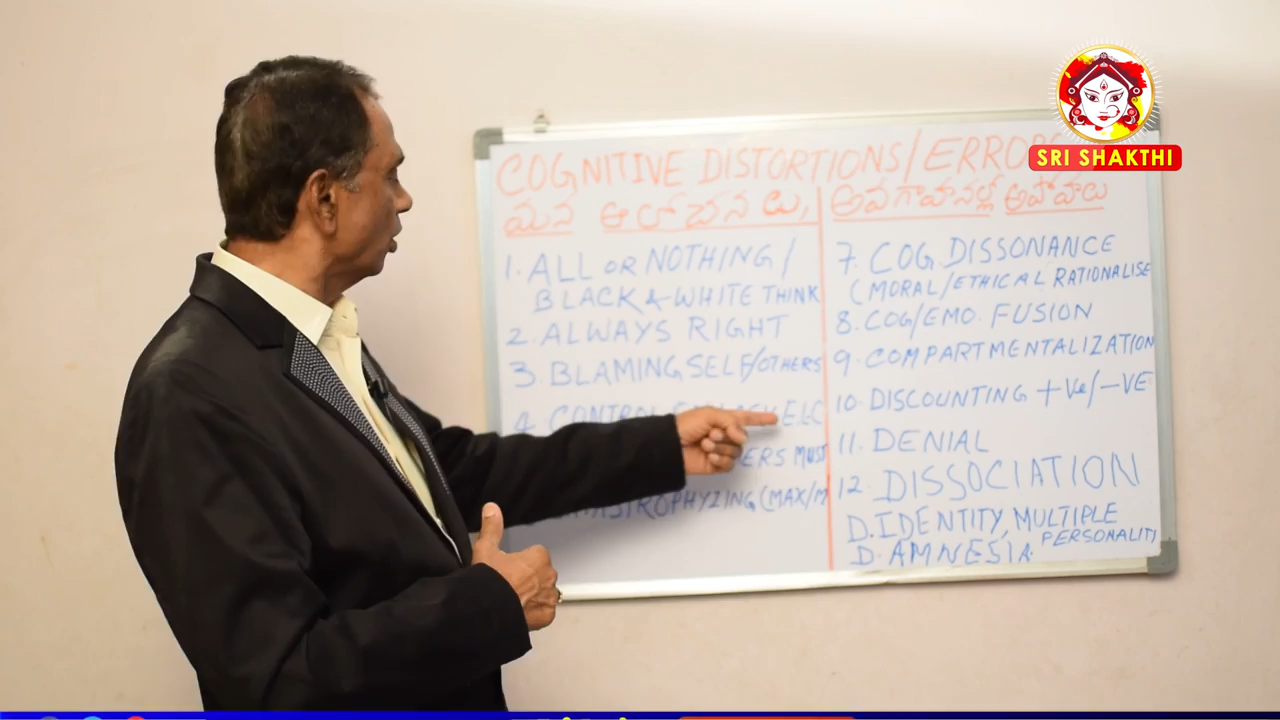 SRI SHAKTHI
COGNITIVE DISTORTIONS/ERRO
మన ఆలోచనలు, అవగాహనల్లో అపోహలు
1. ALL OR NOTHING/
BLACK & WHITE THINK
2. ALWAYS RIGHT
3 BLAMING SELF/OTHERS
4. CONTROL
ERS MUST
TASTROPHYZING (MAX/M
7. COG DISSONANCE
(MORAL/ETHICAL RATIONALISE
8. COG/EMO. FUSION
9. COMPARTMENTALIZATION
10. DISCOUNTING +Ve/-VE
11. DENIAL
12. DISSOCIATION
D. IDENTITY, MULTIPLE
PERSONALITY
D. AMNESIA.